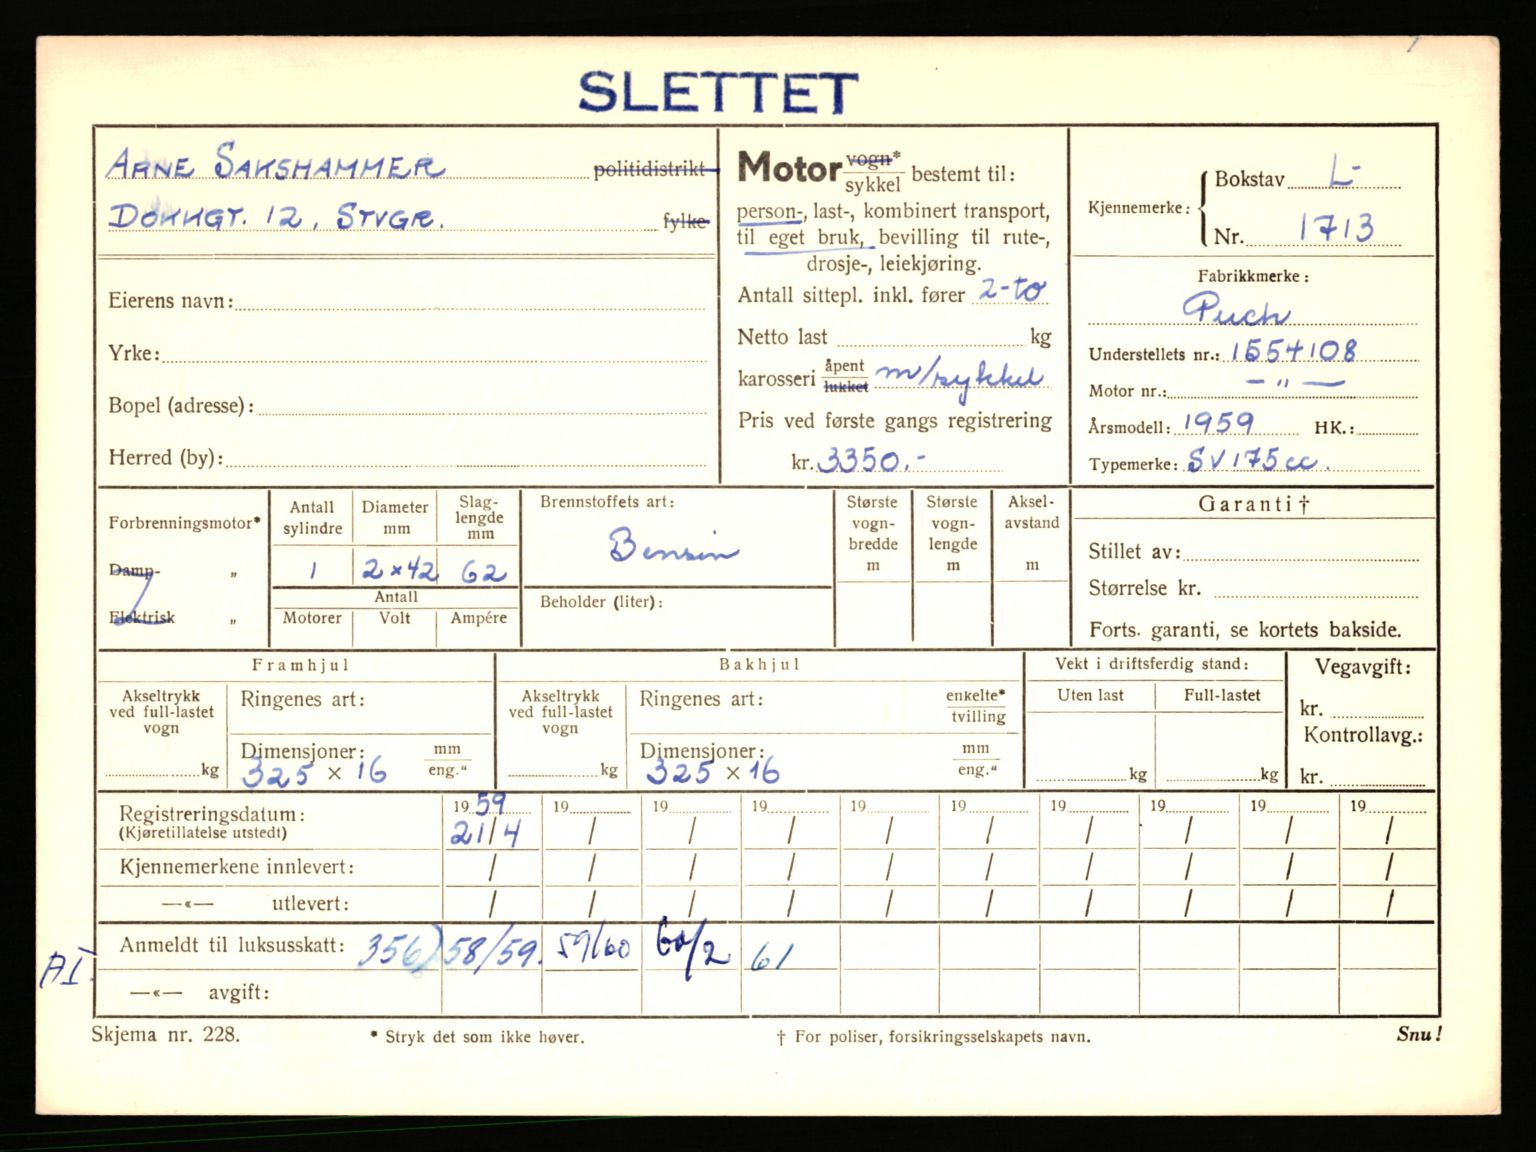 SLETTET
ARNE SAKSHAMMER politidistrikt
DOKKGT. 12, STVGR. fylke
Eierens navn:
Yrke:
Bopel (adresse):
Herred (by):
Motor vogn* sykkel bestemt til:
person-, last-, kombinert transport,
til eget bruk, bevilling til rute-,
drosje-, leiekjøring.
Antall sittepl. inkl. fører 2-to
Netto last kg
karosseri åpent lukket m/sykkel
Pris ved første gangs registrering
kr. 3350.-
Kjennemerke: Bokstav L-
Nr. 1713
Fabrikkmerke:
Puch
Understellets nr.: 1554108
Motor nr.: — " —
Årsmodell: 1959 HK.:
Typemerke: SV 175 cc.
Forbrenningsmotor*
Damp- „
Elektrisk „
Antall sylindre
Diameter mm
Slag-lengde mm
1 2 × 42 62
Antall
Motorer Volt Ampére
Brennstoffets art:
Bensin
Beholder (liter):
Største vogn-bredde m
Største vogn-lengde m
Aksel-avstand m
Garanti †
Stillet av:
Størrelse kr.
Forts. garanti, se kortets bakside.
Framhjul
Akseltrykk ved full-lastet vogn
kg
Ringenes art:
Dimensjoner: mm eng."
325 × 16
Bakhjul
Akseltrykk ved full-lastet vogn
kg
Ringenes art: enkelte* tvilling
Dimensjoner: mm eng."
325 × 16
Vekt i driftsferdig stand:
Uten last Full-lastet
kg kg
Vegavgift:
kr.
Kontrollavg.:
kr.
Registreringsdatum: 19 59 19 19 19 19 19 19 19 19 19
(Kjøretillatelse utstedt) 21/4 / / / / / / / / /
Kjennemerkene innlevert: / / / / / / / / / /
—«— utlevert: / / / / / / / / / /
Anmeldt til luksusskatt: 356) 58/59. 59/60 60/2 61
AI.
—«— avgift:
Skjema nr. 228. * Stryk det som ikke høver. † For poliser, forsikringsselskapets navn. Snu!